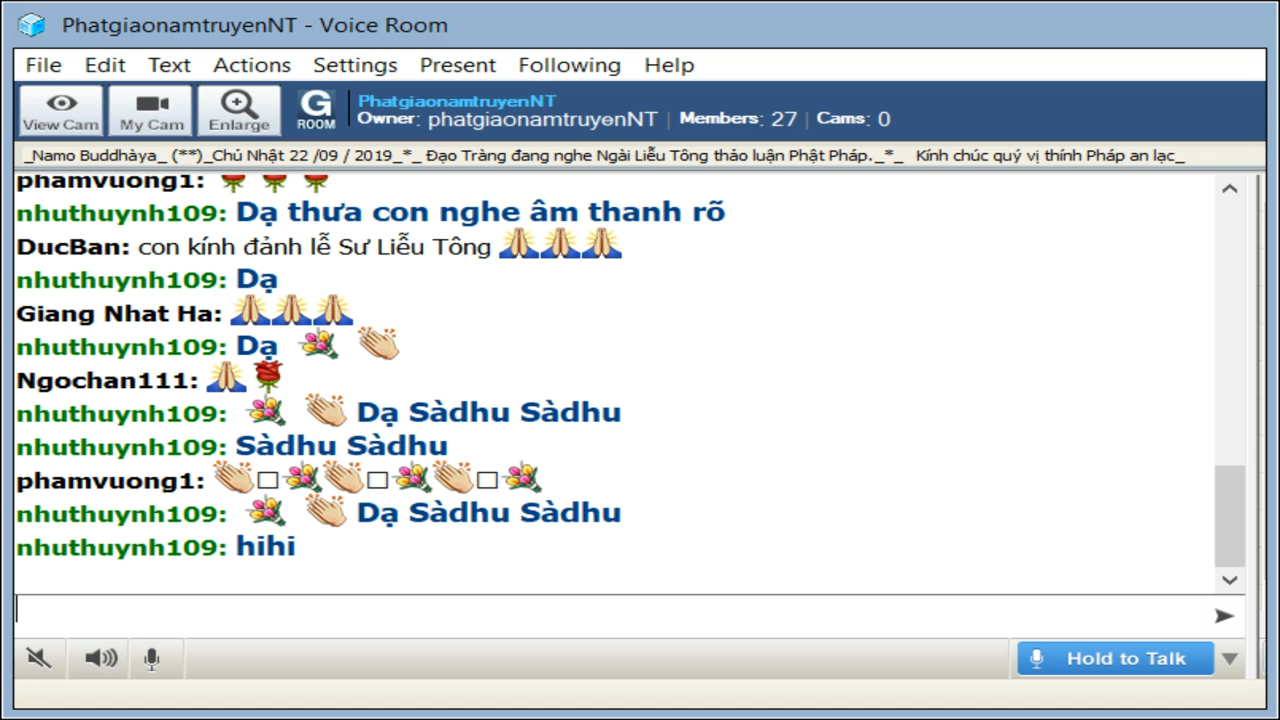 PhatgiaonamtruyenNT - Voice Room
File Edit Text Actions Settings Present Following Help
View Cam My Cam Enlarge G ROOM
PhatgiaonamtruyenNT
Owner: phatgiaonamtruyenNT | Members: 27 | Cams: 0
_Namo Buddhàya_ (**)_Chủ Nhật 22 /09 / 2019_*_ Đạo Tràng đang nghe Ngài Liễu Tông thảo luận Phật Pháp._*_ Kính chúc quý vị thính Pháp an lạc_
phamvuong1: 🌹 🌹 🌹
nhuthuynh109: Dạ thưa con nghe âm thanh rõ
DucBan: con kính đảnh lễ Sư Liễu Tông 🙏🙏🙏
nhuthuynh109: Dạ
Giang Nhat Ha: 🙏🙏🙏
nhuthuynh109: Dạ 💐 👏
Ngochan111: 🙏🌹
nhuthuynh109: 💐 👏 Dạ Sàdhu Sàdhu
nhuthuynh109: Sàdhu Sàdhu
phamvuong1: 👏□💐👏□💐👏□💐
nhuthuynh109: 💐 👏 Dạ Sàdhu Sàdhu
nhuthuynh109: hihi
Hold to Talk